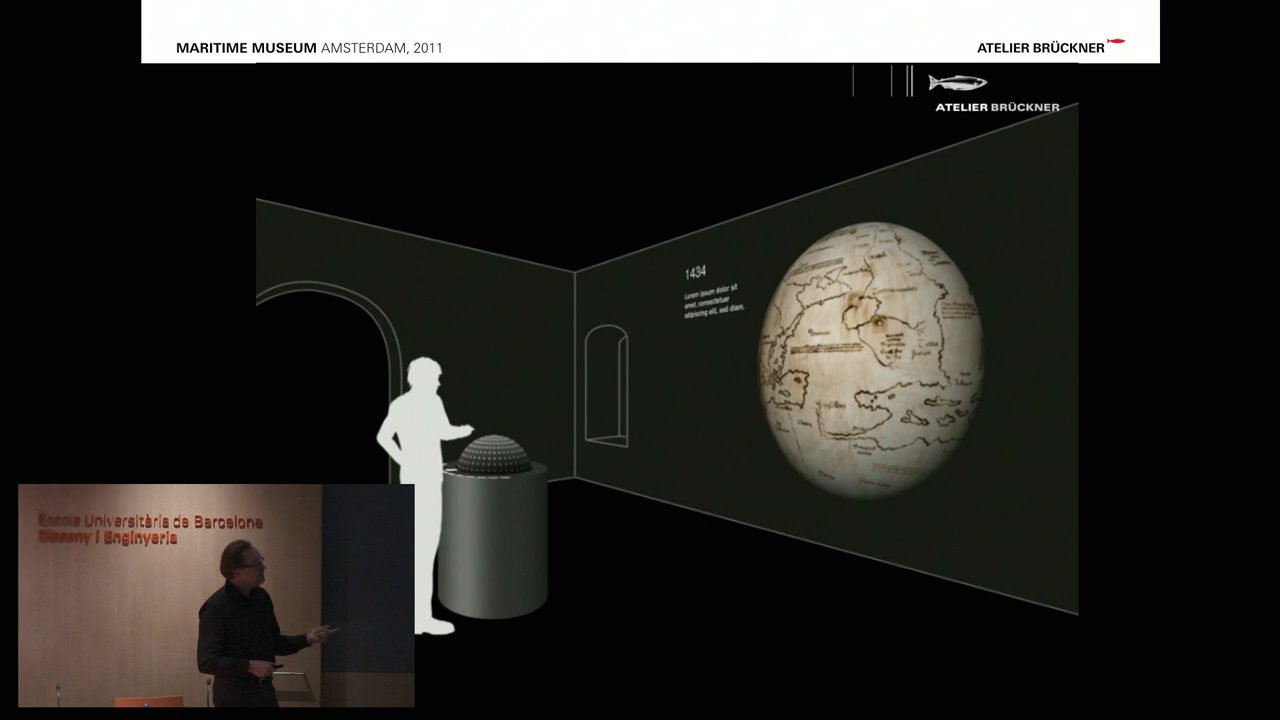 MARITIME MUSEUM AMSTERDAM, 2011
ATELIER BRÜCKNER
ATELIER BRÜCKNER
1434
Lorem ipsum dolor sit
amet, consectetuer
adipiscing elit, sed diam.
Escola Universitària de Barcelona
Disseny i Enginyeria